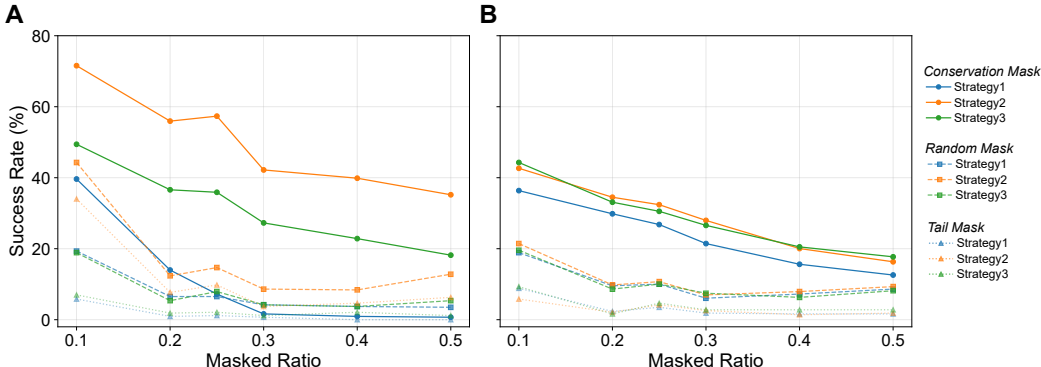 A
B
80
60
40
20
0
Success Rate (%)
0.1
0.2
0.3
0.4
0.5
Masked Ratio
0.1
0.2
0.3
0.4
0.5
Masked Ratio
Conservation Mask
Strategy1
Strategy2
Strategy3
Random Mask
Strategy1
Strategy2
Strategy3
Tail Mask
Strategy1
Strategy2
Strategy3